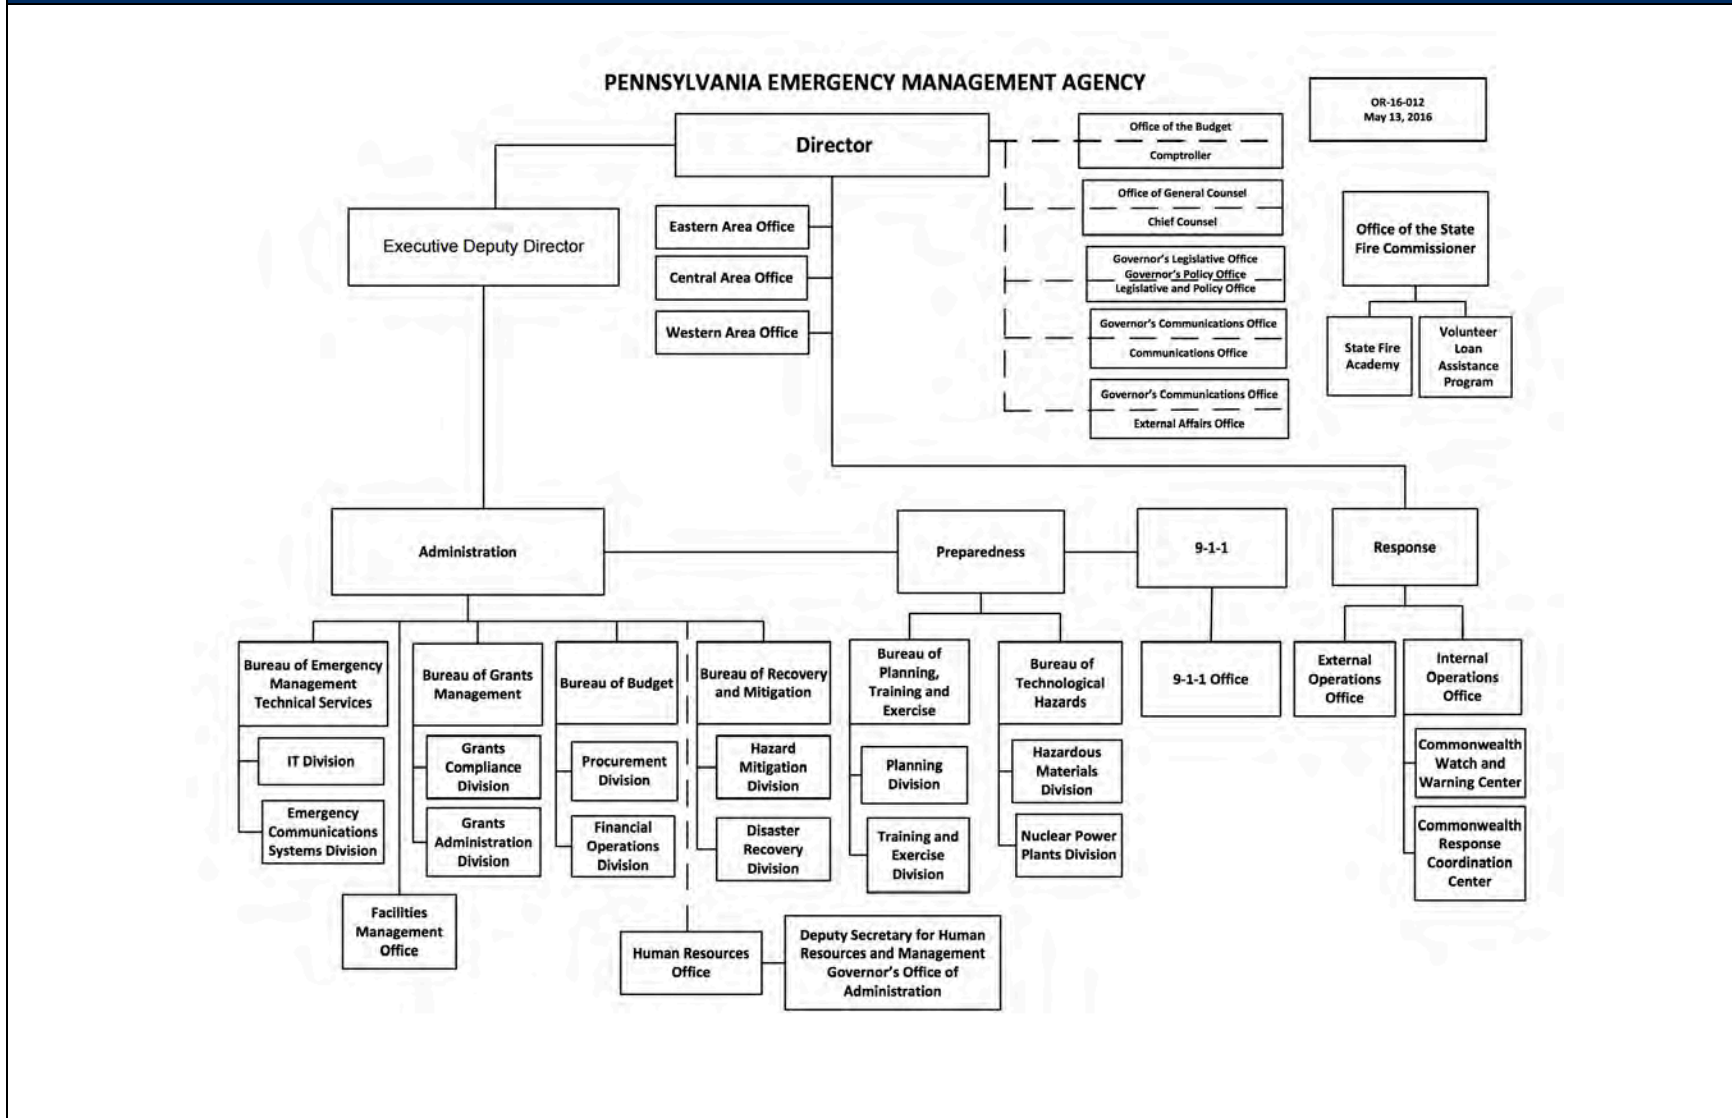 PENNSYLVANIA EMERGENCY MANAGEMENT AGENCY
OR-16-012
May 13, 2016
Director
Office of the Budget
Comptroller
Office of General Counsel
Chief Counsel
Governor's Legislative Office
Governor's Policy Office
Legislative and Policy Office
Governor's Communications Office
Communications Office
Governor's Communications Office
External Affairs Office
Office of the State
Fire Commissioner
State Fire
Academy
Volunteer
Loan
Assistance
Program
Executive Deputy Director
Eastern Area Office
Central Area Office
Western Area Office
Administration
Preparedness
9-1-1
Response
Bureau of Emergency
Management
Technical Services
IT Division
Emergency
Communications
Systems Division
Facilities
Management
Office
Bureau of Grants
Management
Grants
Compliance
Division
Grants
Administration
Division
Bureau of Budget
Procurement
Division
Financial
Operations
Division
Human Resources
Office
Deputy Secretary for Human
Resources and Management
Governor's Office of
Administration
Bureau of Recovery
and Mitigation
Hazard
Mitigation
Division
Disaster
Recovery
Division
Bureau of
Planning,
Training and
Exercise
Planning
Division
Training and
Exercise
Division
Bureau of
Technological
Hazards
Hazardous
Materials
Division
Nuclear Power
Plants Division
9-1-1 Office
External
Operations
Office
Internal
Operations
Office
Commonwealth
Watch and
Warning Center
Commonwealth
Response
Coordination
Center